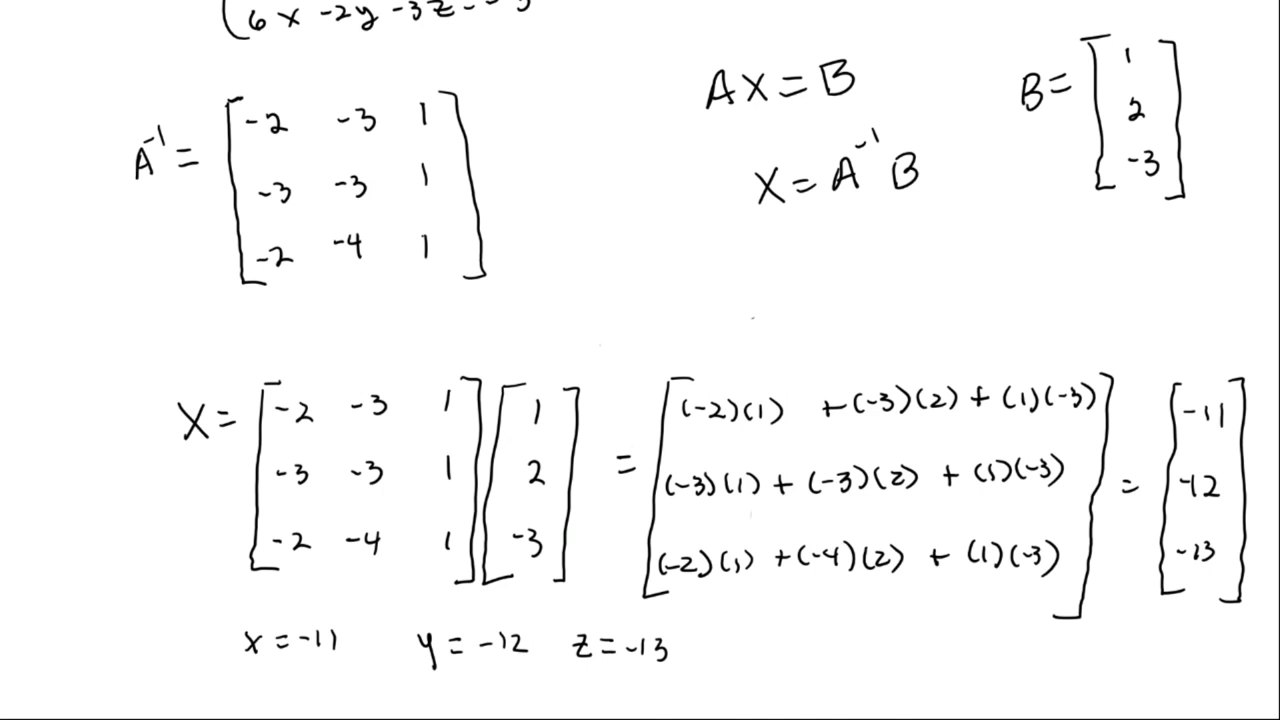 6x -2y -3z =
AX = B
B = [1
2
-3]
A⁻¹ = [-2 -3 1
-3 -3 1
-2 -4 1]
X = A⁻¹ B
X = [-2 -3 1] [1] = [(-2)(1) + (-3)(2) + (1)(-3)] = [-11]
[-3 -3 1] [2] [(-3)(1) + (-3)(2) + (1)(-3)] [-12]
[-2 -4 1] [-3] [(-2)(1) + (-4)(2) + (1)(-3)] [-13]
x = -11 y = -12 z = -13